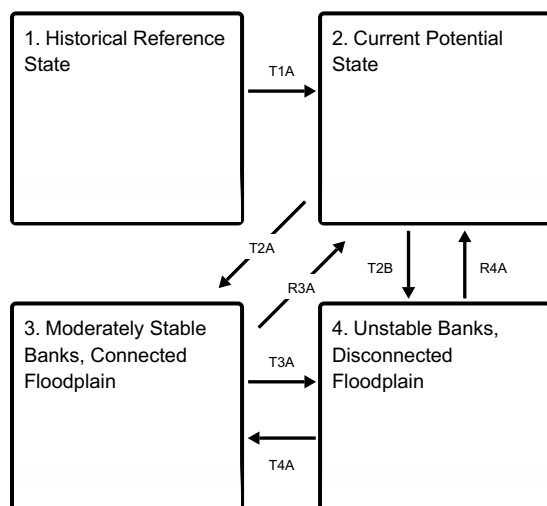 1. Historical Reference
State
2. Current Potential
State
T1A
T2A
R3A
T2B
R4A
3. Moderately Stable
Banks, Connected
Floodplain
4. Unstable Banks,
Disconnected
Floodplain
T3A
T4A